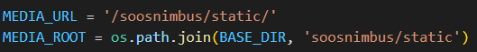 MEDIA_URL = '/soosnimbus/static/'
MEDIA_ROOT = os.path.join(BASE_DIR, 'soosnimbus/static')